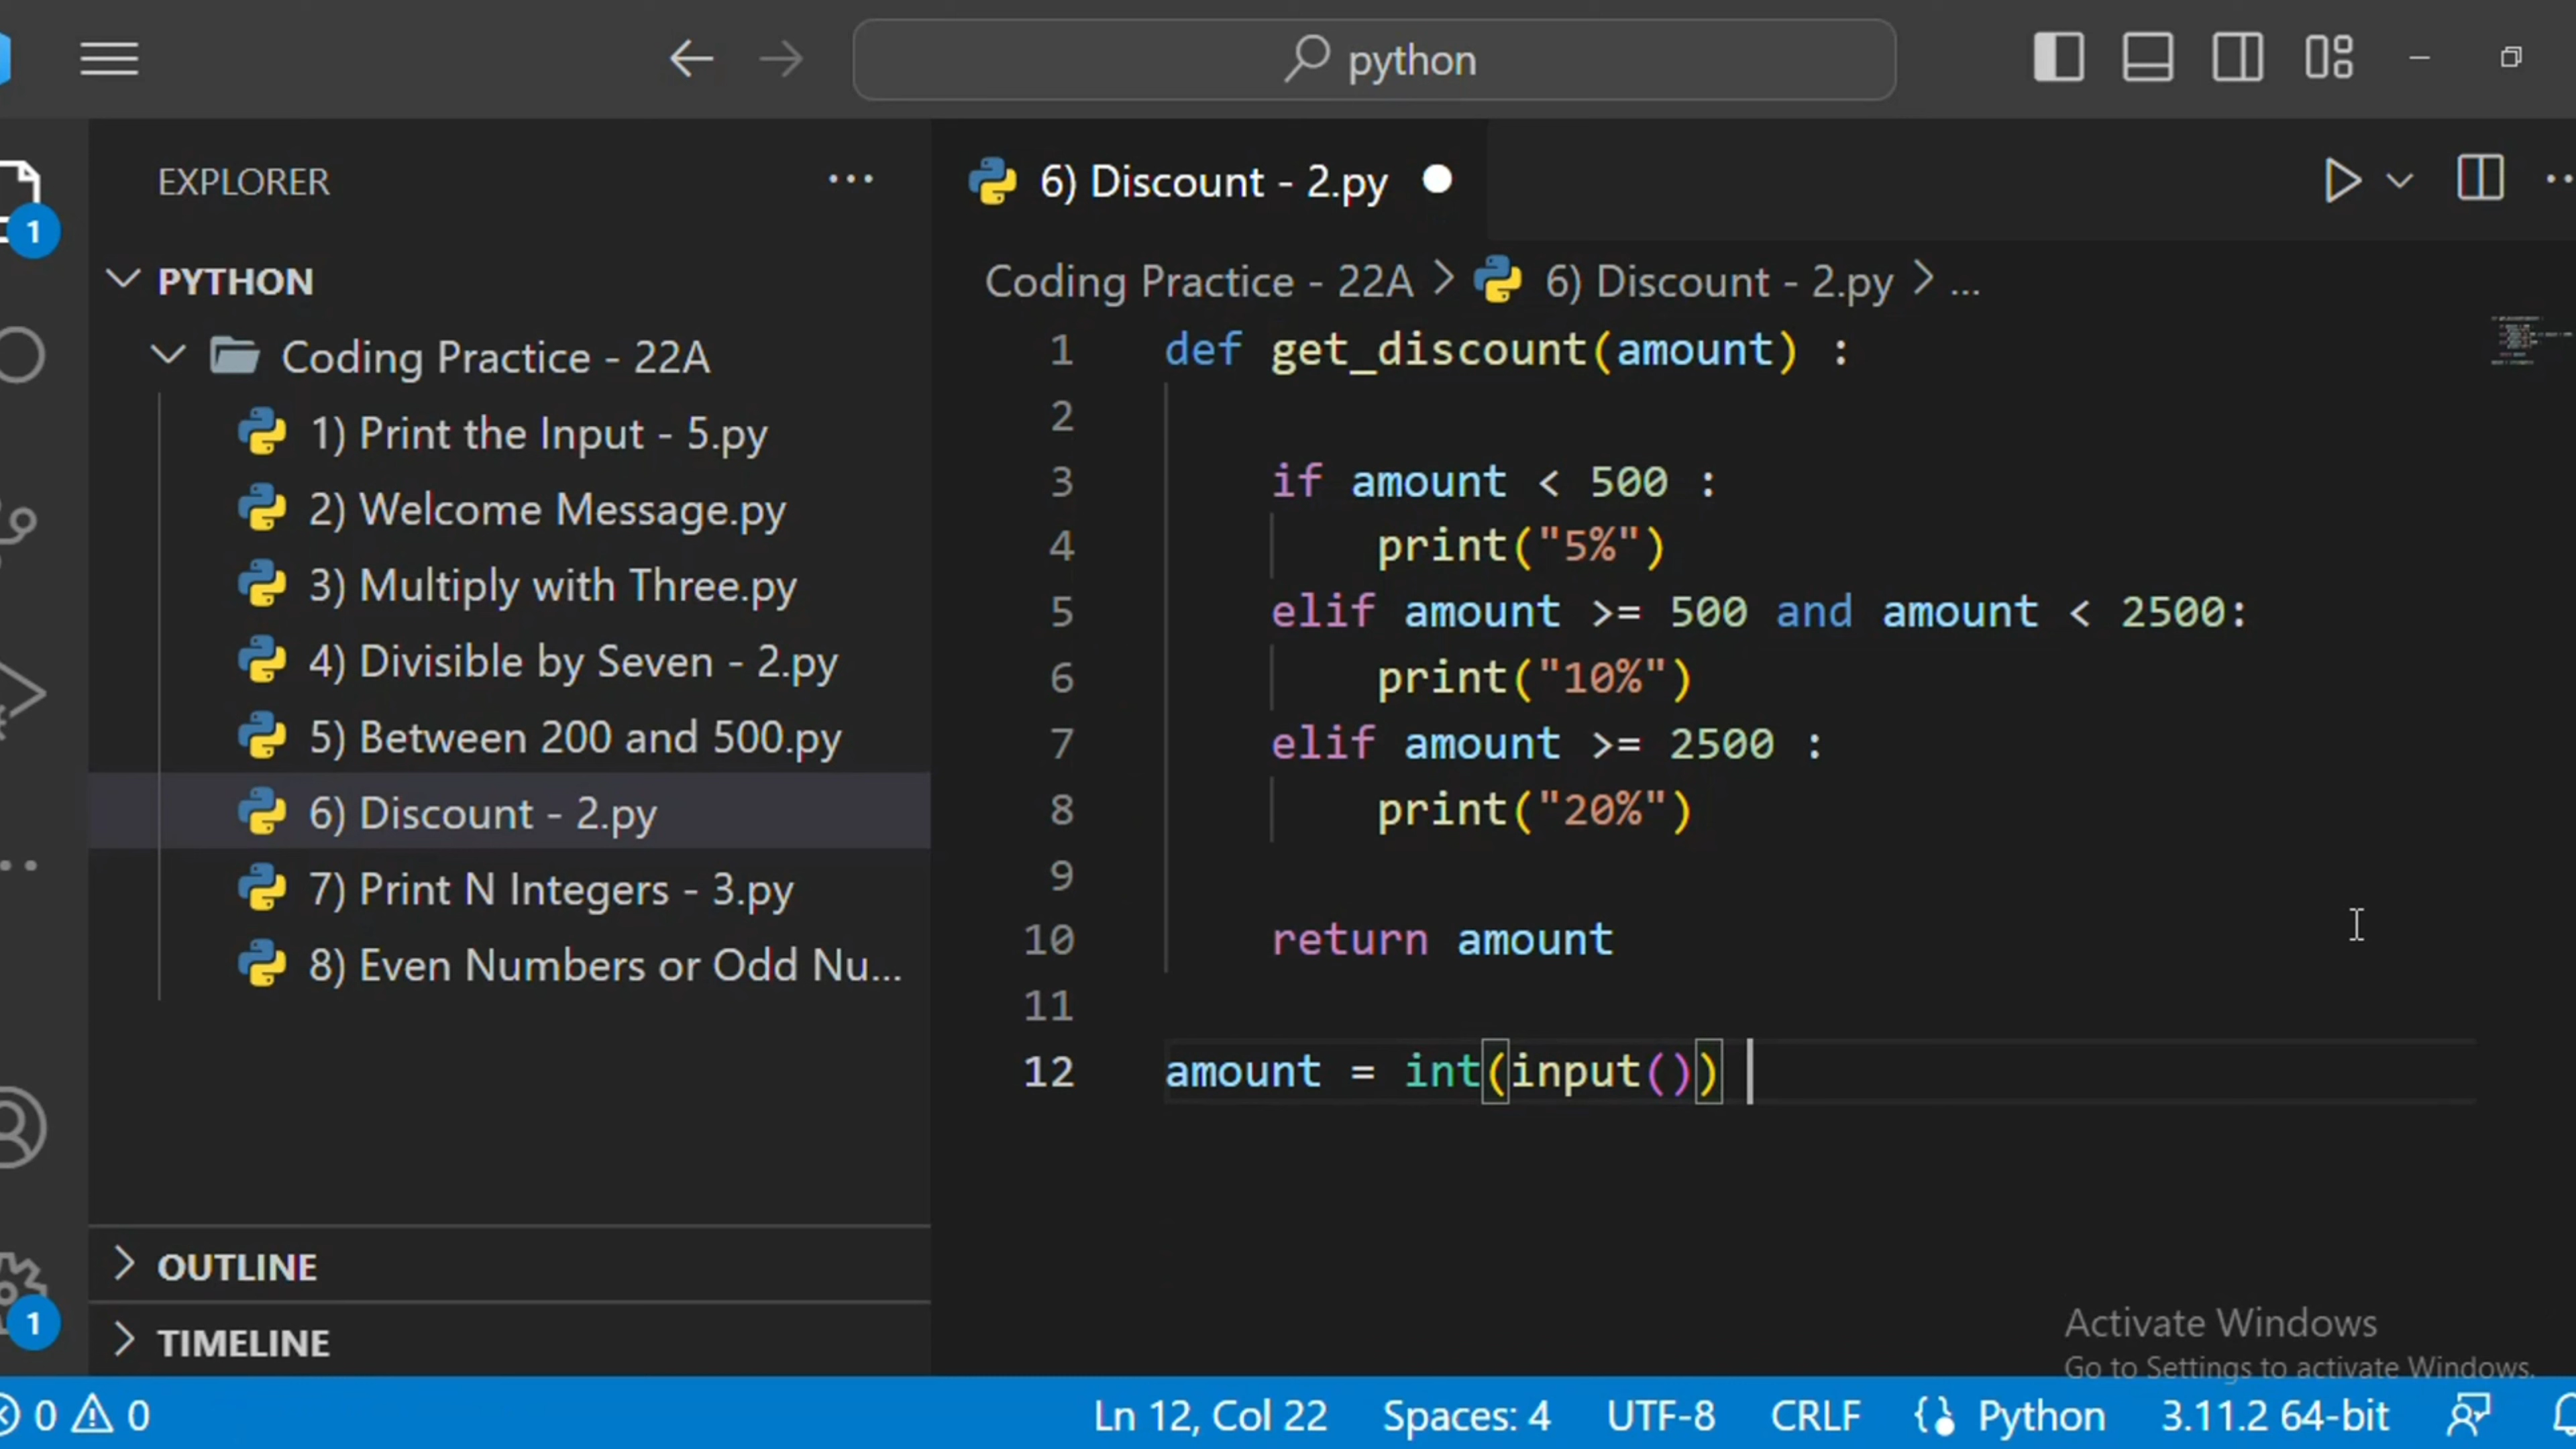 python
EXPLORER
6) Discount - 2.py
1
PYTHON
Coding Practice - 22A > 6) Discount - 2.py > ...
Coding Practice - 22A
1) Print the Input - 5.py
2) Welcome Message.py
3) Multiply with Three.py
4) Divisible by Seven - 2.py
5) Between 200 and 500.py
6) Discount - 2.py
7) Print N Integers - 3.py
8) Even Numbers or Odd Nu...
1 def get_discount(amount) :
2
3 if amount < 500 :
4 print("5%")
5 elif amount >= 500 and amount < 2500:
6 print("10%")
7 elif amount >= 2500 :
8 print("20%")
9
10 return amount
11
12 amount = int(input())
OUTLINE
1
TIMELINE
Activate Windows
Go to Settings to activate Windows.
0 0 Ln 12, Col 22 Spaces: 4 UTF-8 CRLF Python 3.11.2 64-bit